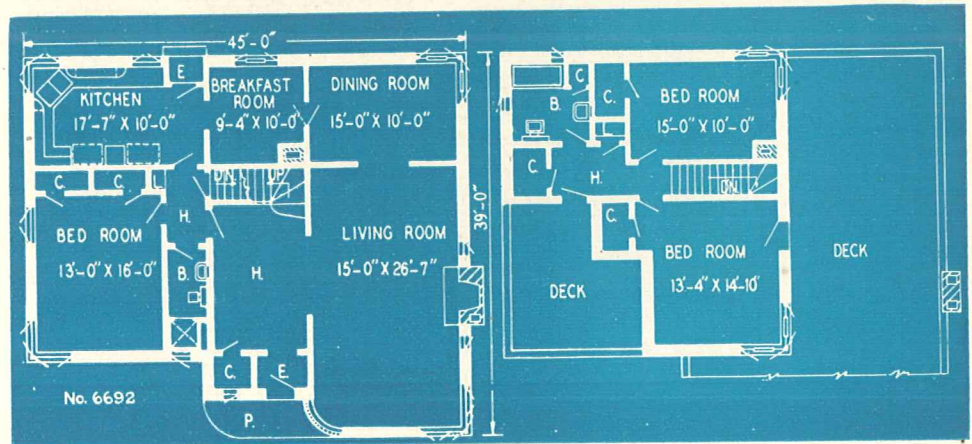 45'-0"
E.
KITCHEN
17'-7" X 10'-0"
BREAKFAST
ROOM
9'-4" X 10'-0"
DINING ROOM
15'-0" X 10'-0"
C.
C.
L.
DN.
UP
H.
BED ROOM
13'-0" X 16'-0"
B.
H.
LIVING ROOM
15'-0" X 26'-7"
39'-0"
C.
E.
P.
No. 6692
C
B.
C.
BED ROOM
15'-0" X 10'-0"
C.
H.
DN.
C.
BED ROOM
13'-4" X 14'-10"
DECK
DECK